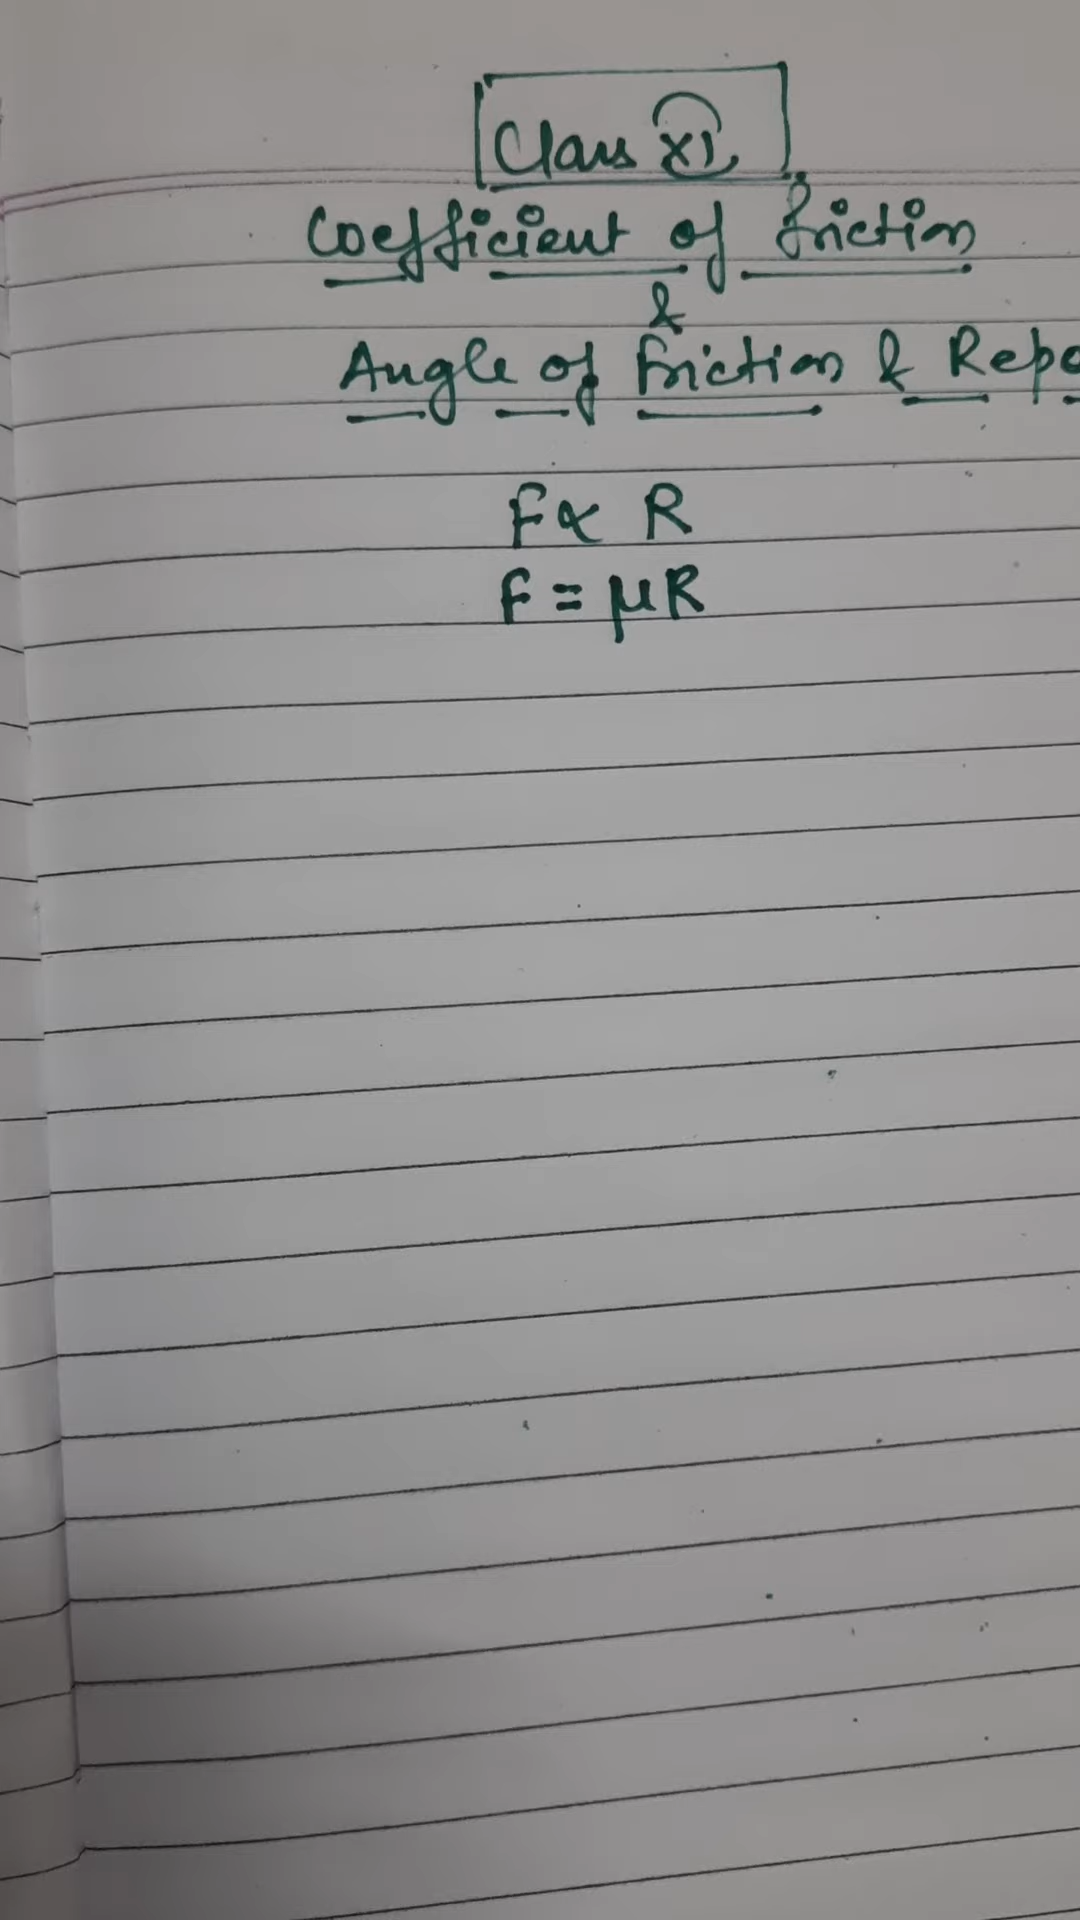 Class XI
Coefficient of friction
&
Angle of Friction & Repo
F ∝ R
F = μR